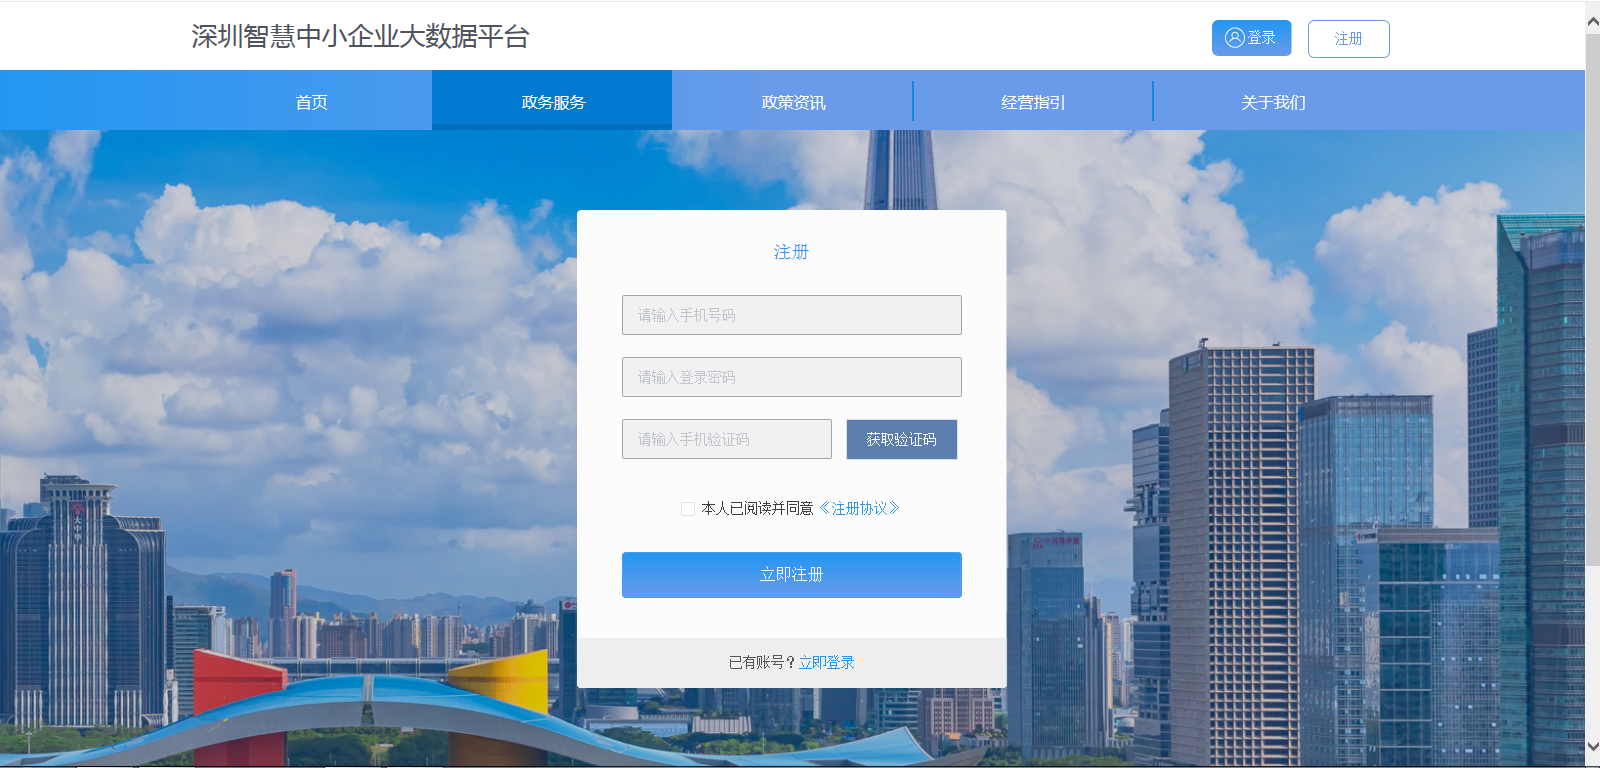 深圳智慧中小企业大数据平台
登录
注册
首页
政务服务
政策资讯
经营指引
关于我们
注册
请输入手机号码
请输入登录密码
请输入手机验证码
获取验证码
本人已阅读并同意《注册协议》
立即注册
已有账号？立即登录
大中华